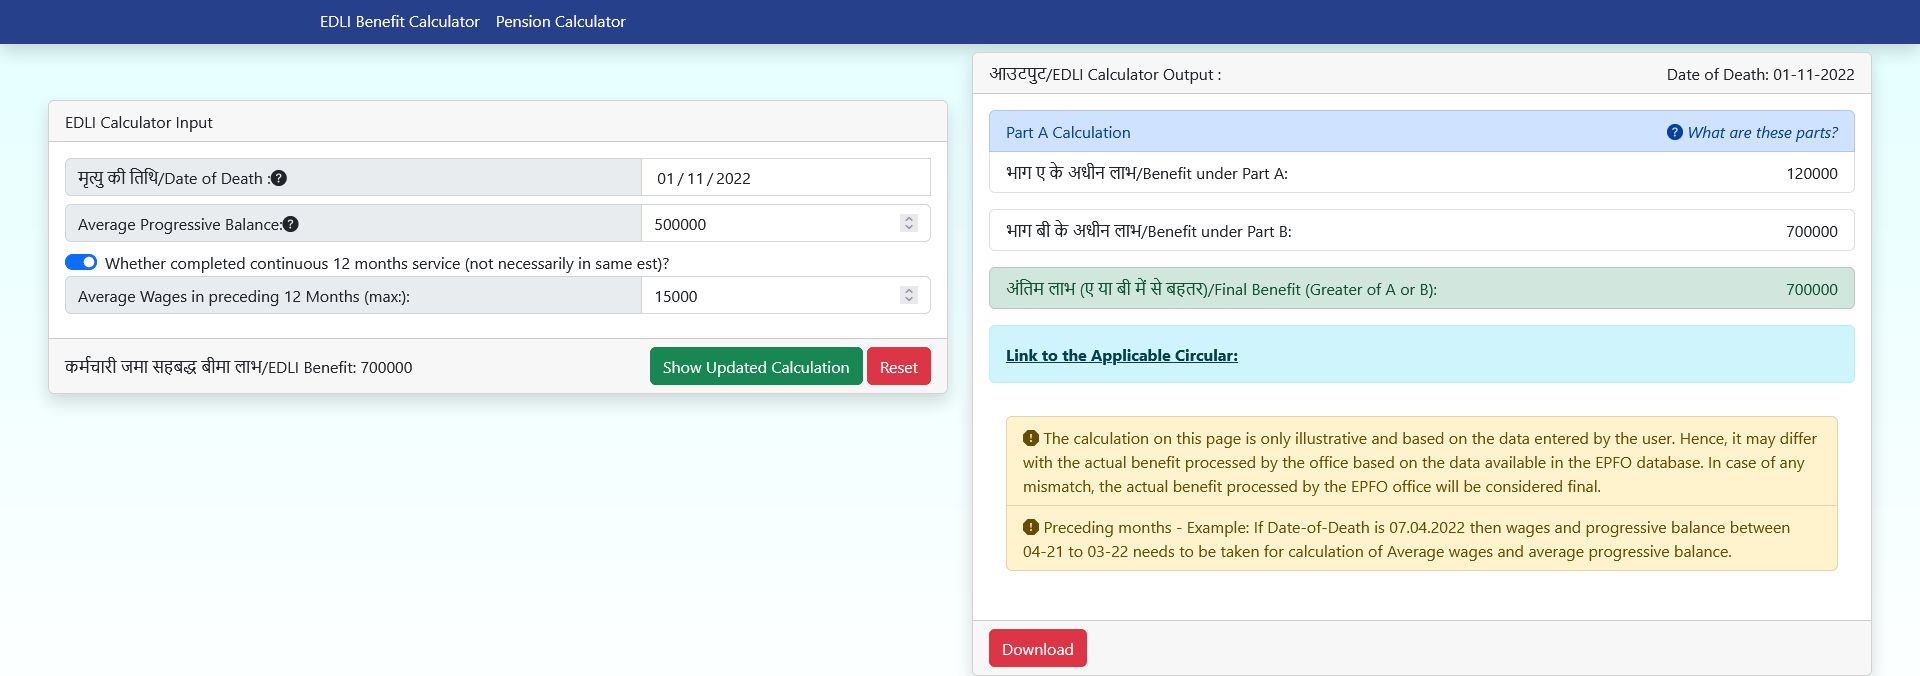 EDLI Benefit Calculator Pension Calculator
EDLI Calculator Input
मृत्यु की तिथि/Date of Death :
01 / 11 / 2022
Average Progressive Balance:
500000
Whether completed continuous 12 months service (not necessarily in same est)?
Average Wages in preceding 12 Months (max:):
15000
कर्मचारी जमा सहबद्ध बीमा लाभ/EDLI Benefit: 700000
Show Updated Calculation
Reset
आउटपुट/EDLI Calculator Output :
Date of Death: 01-11-2022
Part A Calculation
What are these parts?
भाग ए के अधीन लाभ/Benefit under Part A:
120000
भाग बी के अधीन लाभ/Benefit under Part B:
700000
अंतिम लाभ (ए या बी में से बहतर)/Final Benefit (Greater of A or B):
700000
Link to the Applicable Circular:
The calculation on this page is only illustrative and based on the data entered by the user. Hence, it may differ
with the actual benefit processed by the office based on the data available in the EPFO database. In case of any
mismatch, the actual benefit processed by the EPFO office will be considered final.
Preceding months - Example: If Date-of-Death is 07.04.2022 then wages and progressive balance between
04-21 to 03-22 needs to be taken for calculation of Average wages and average progressive balance.
Download